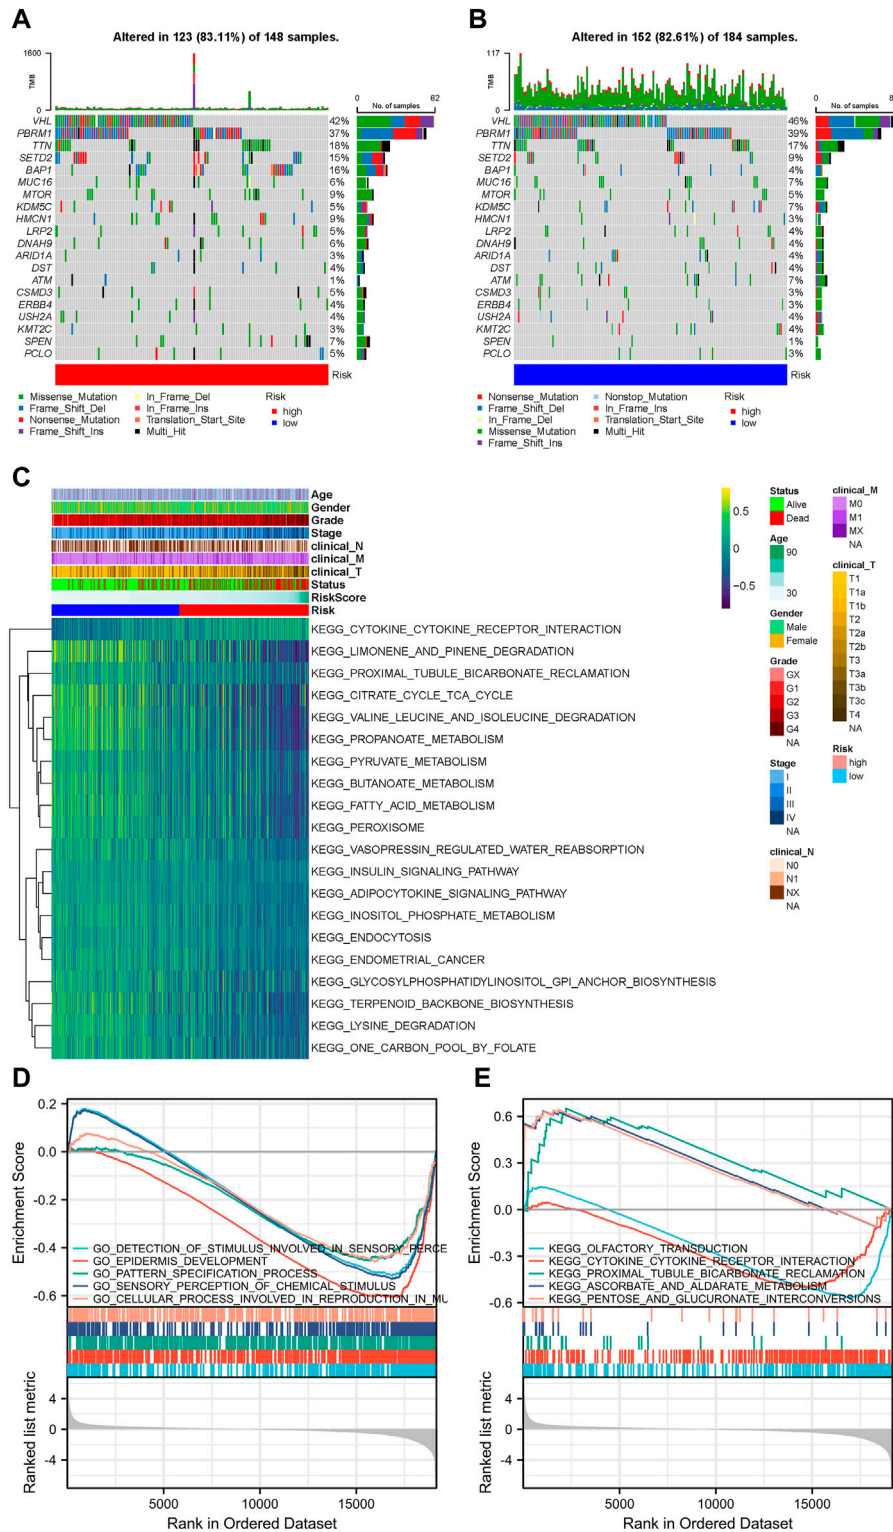 A
Altered in 123 (83.11%) of 148 samples.
1600
TMB
0
0 62
No. of samples
VHL 42%
PBRM1 37%
TTN 18%
SETD2 15%
BAP1 16%
MUC16 6%
MTOR 9%
KDM5C 5%
HMCN1 9%
LRP2 5%
DNAH9 6%
ARID1A 3%
DST 4%
ATM 1%
CSMD3 5%
ERBB4 4%
USH2A 4%
KMT2C 3%
SPEN 7%
PCLO 5%
Risk
Missense_Mutation
Frame_Shift_Del
Nonsense_Mutation
Frame_Shift_Ins
In_Frame_Del
In_Frame_Ins
Translation_Start_Site
Multi_Hit
Risk
high
low
B
Altered in 152 (82.61%) of 184 samples.
117
TMB
0
0 8
No. of samples
VHL 46%
PBRM1 39%
TTN 17%
SETD2 9%
BAP1 4%
MUC16 7%
MTOR 5%
KDM5C 7%
HMCN1 3%
LRP2 4%
DNAH9 4%
ARID1A 4%
DST 4%
ATM 7%
CSMD3 3%
ERBB4 3%
USH2A 4%
KMT2C 4%
SPEN 1%
PCLO 3%
Risk
Nonsense_Mutation
Frame_Shift_Del
In_Frame_Del
Missense_Mutation
Frame_Shift_Ins
Nonstop_Mutation
In_Frame_Ins
Translation_Start_Site
Multi_Hit
Risk
high
low
C
Age
Gender
Grade
Stage
clinical_N
clinical_M
clinical_T
Status
RiskScore
Risk
KEGG_CYTOKINE_CYTOKINE_RECEPTOR_INTERACTION
KEGG_LIMONENE_AND_PINENE_DEGRADATION
KEGG_PROXIMAL_TUBULE_BICARBONATE_RECLAMATION
KEGG_CITRATE_CYCLE_TCA_CYCLE
KEGG_VALINE_LEUCINE_AND_ISOLEUCINE_DEGRADATION
KEGG_PROPANOATE_METABOLISM
KEGG_PYRUVATE_METABOLISM
KEGG_BUTANOATE_METABOLISM
KEGG_FATTY_ACID_METABOLISM
KEGG_PEROXISOME
KEGG_VASOPRESSIN_REGULATED_WATER_REABSORPTION
KEGG_INSULIN_SIGNALING_PATHWAY
KEGG_ADIPOCYTOKINE_SIGNALING_PATHWAY
KEGG_INOSITOL_PHOSPHATE_METABOLISM
KEGG_ENDOCYTOSIS
KEGG_ENDOMETRIAL_CANCER
KEGG_GLYCOSYLPHOSPHATIDYLINOSITOL_GPI_ANCHOR_BIOSYNTHESIS
KEGG_TERPENOID_BACKBONE_BIOSYNTHESIS
KEGG_LYSINE_DEGRADATION
KEGG_ONE_CARBON_POOL_BY_FOLATE
0.5
0
−0.5
Status
Alive
Dead
Age
90
30
Gender
Male
Female
Grade
GX
G1
G2
G3
G4
NA
Stage
I
II
III
IV
NA
clinical_N
N0
N1
NX
NA
clinical_M
M0
M1
MX
NA
clinical_T
T1
T1a
T1b
T2
T2a
T2b
T3
T3a
T3b
T3c
T4
NA
Risk
high
low
D
Enrichment Score
0.2
0.0
-0.2
-0.4
-0.6
GO_DETECTION_OF_STIMULUS_INVOLVED_IN_SENSORY_PERCE
GO_EPIDERMIS_DEVELOPMENT
GO_PATTERN_SPECIFICATION_PROCESS
GO_SENSORY_PERCEPTION_OF_CHEMICAL_STIMULUS
GO_CELLULAR_PROCESS_INVOLVED_IN_REPRODUCTION_IN_MU
Ranked list metric
4
0
-4
5000 10000 15000
Rank in Ordered Dataset
E
Enrichment Score
0.6
0.3
0.0
-0.3
-0.6
KEGG_OLFACTORY_TRANSDUCTION
KEGG_CYTOKINE_CYTOKINE_RECEPTOR_INTERACTION
KEGG_PROXIMAL_TUBULE_BICARBONATE_RECLAMATION
KEGG_ASCORBATE_AND_ALDARATE_METABOLISM
KEGG_PENTOSE_AND_GLUCURONATE_INTERCONVERSIONS
Ranked list metric
4
0
-4
5000 10000 15000
Rank in Ordered Dataset